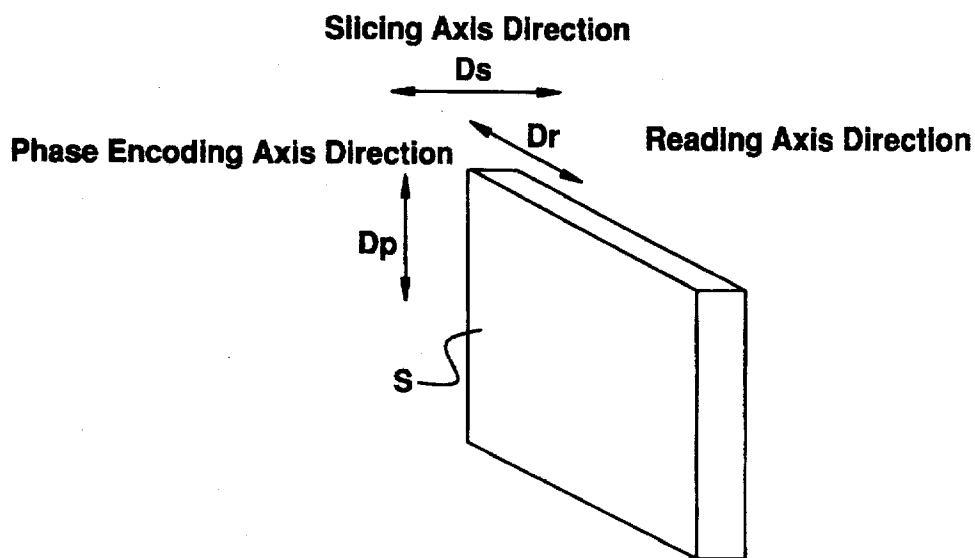 Slicing Axis Direction
Ds
Dr
Reading Axis Direction
Phase Encoding Axis Direction
Dp
S